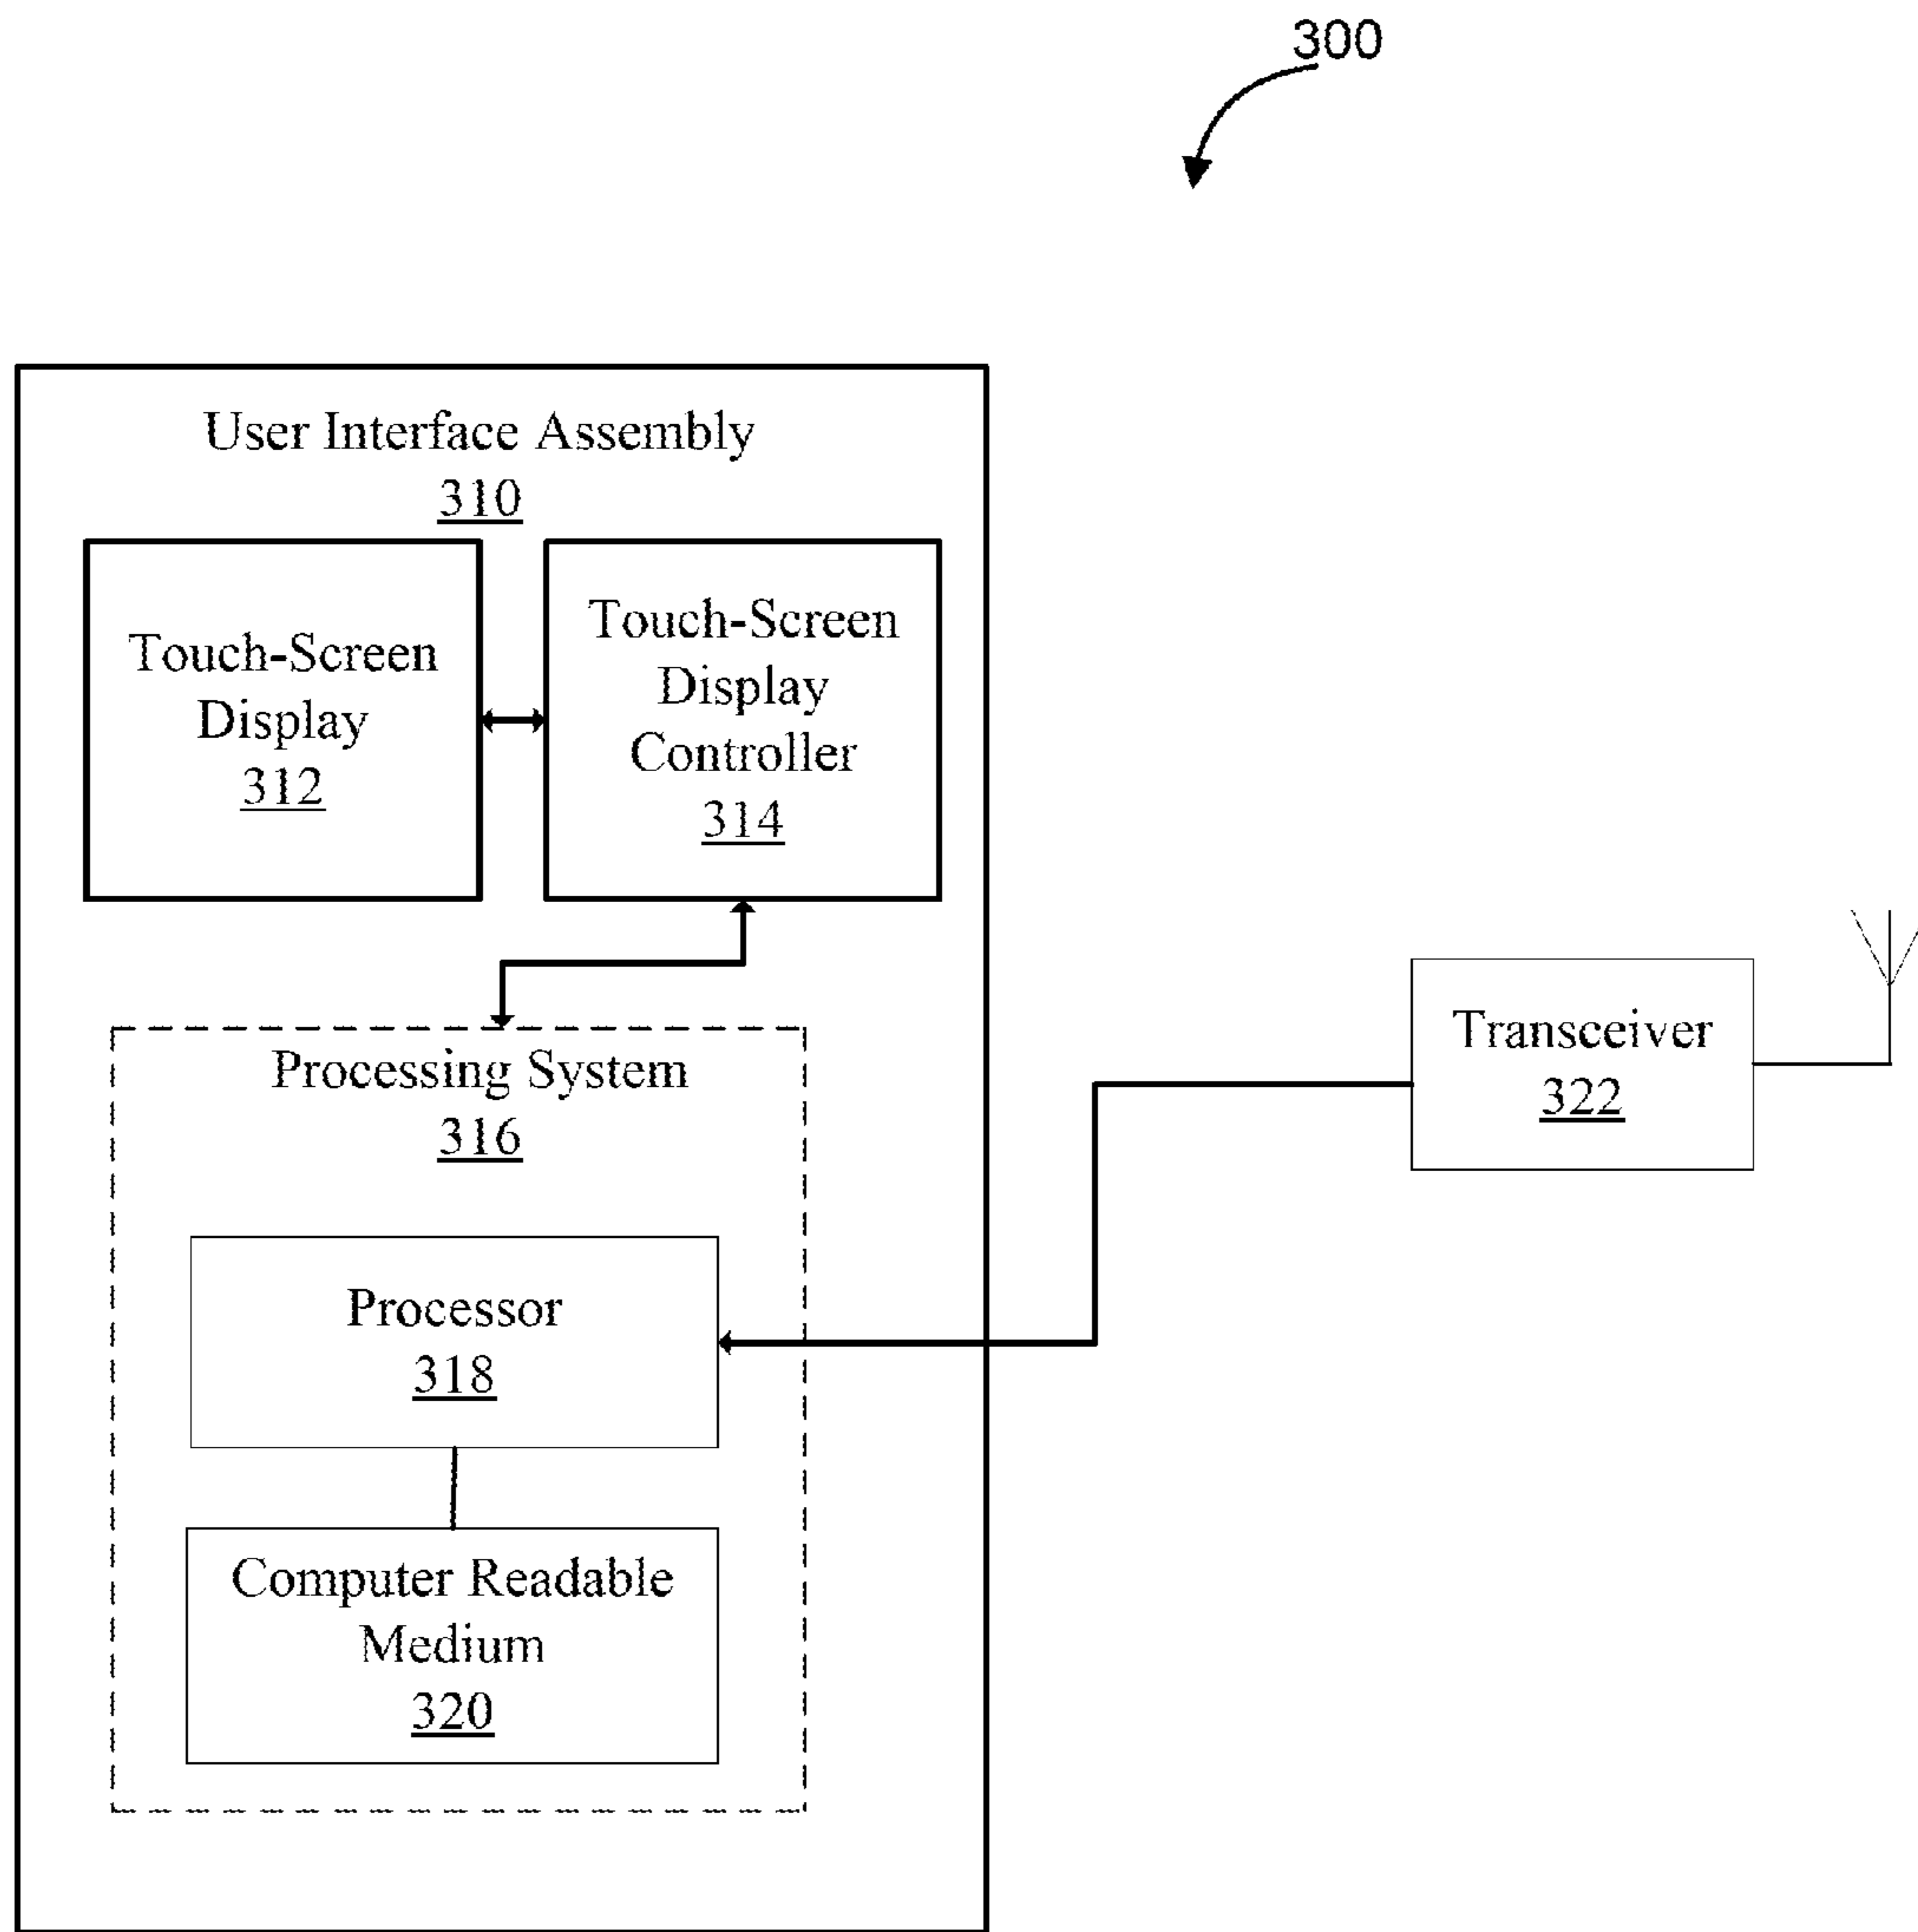 300
User Interface Assembly
310
Touch-Screen
Display
312
Touch-Screen
Display
Controller
314
Processing System
316
Processor
318
Computer Readable
Medium
320
Transceiver
322